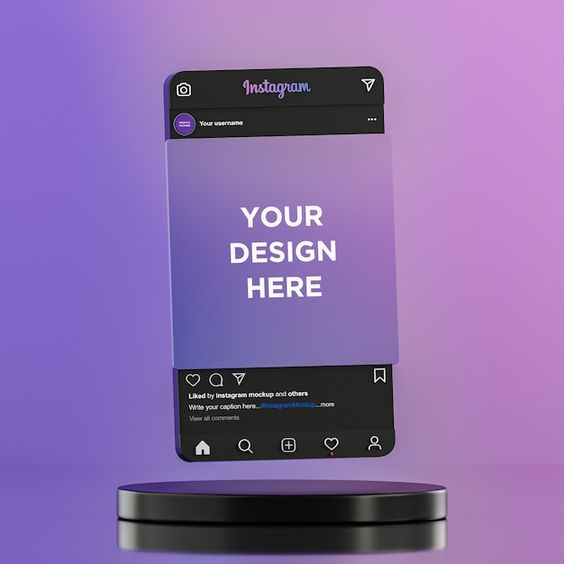 Instagram
Your username
YOUR
DESIGN
HERE
Liked by instagram mockup and others
Write your caption here...#InstagramMockup...more
View all comments